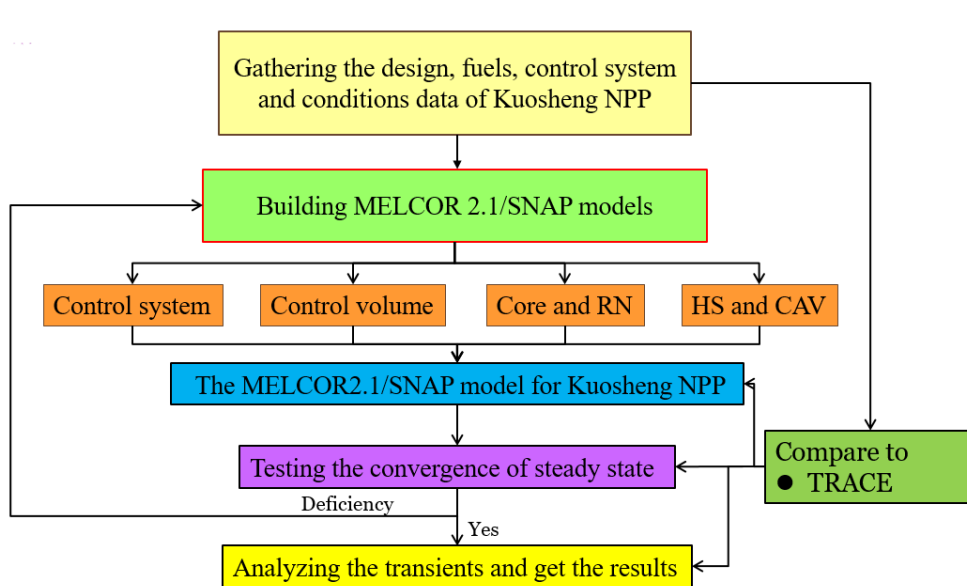 Gathering the design, fuels, control system
and conditions data of Kuosheng NPP
Building MELCOR 2.1/SNAP models
Control system
Control volume
Core and RN
HS and CAV
The MELCOR2.1/SNAP model for Kuosheng NPP
Compare to
● TRACE
Testing the convergence of steady state
Deficiency
Yes
Analyzing the transients and get the results